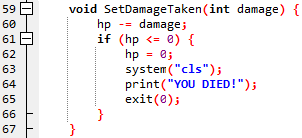 59 void SetDamageTaken(int damage) {
60 hp -= damage;
61 if (hp <= 0) {
62 hp = 0;
63 system("cls");
64 print("YOU DIED!");
65 exit(0);
66 }
67 }